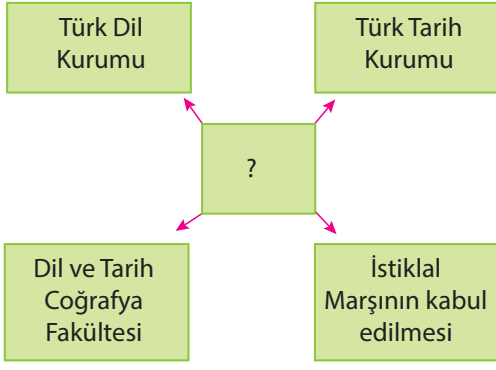 Türk Dil
Kurumu
Türk Tarih
Kurumu
?
Dil ve Tarih
Coğrafya
Fakültesi
İstiklal
Marşının kabul
edilmesi